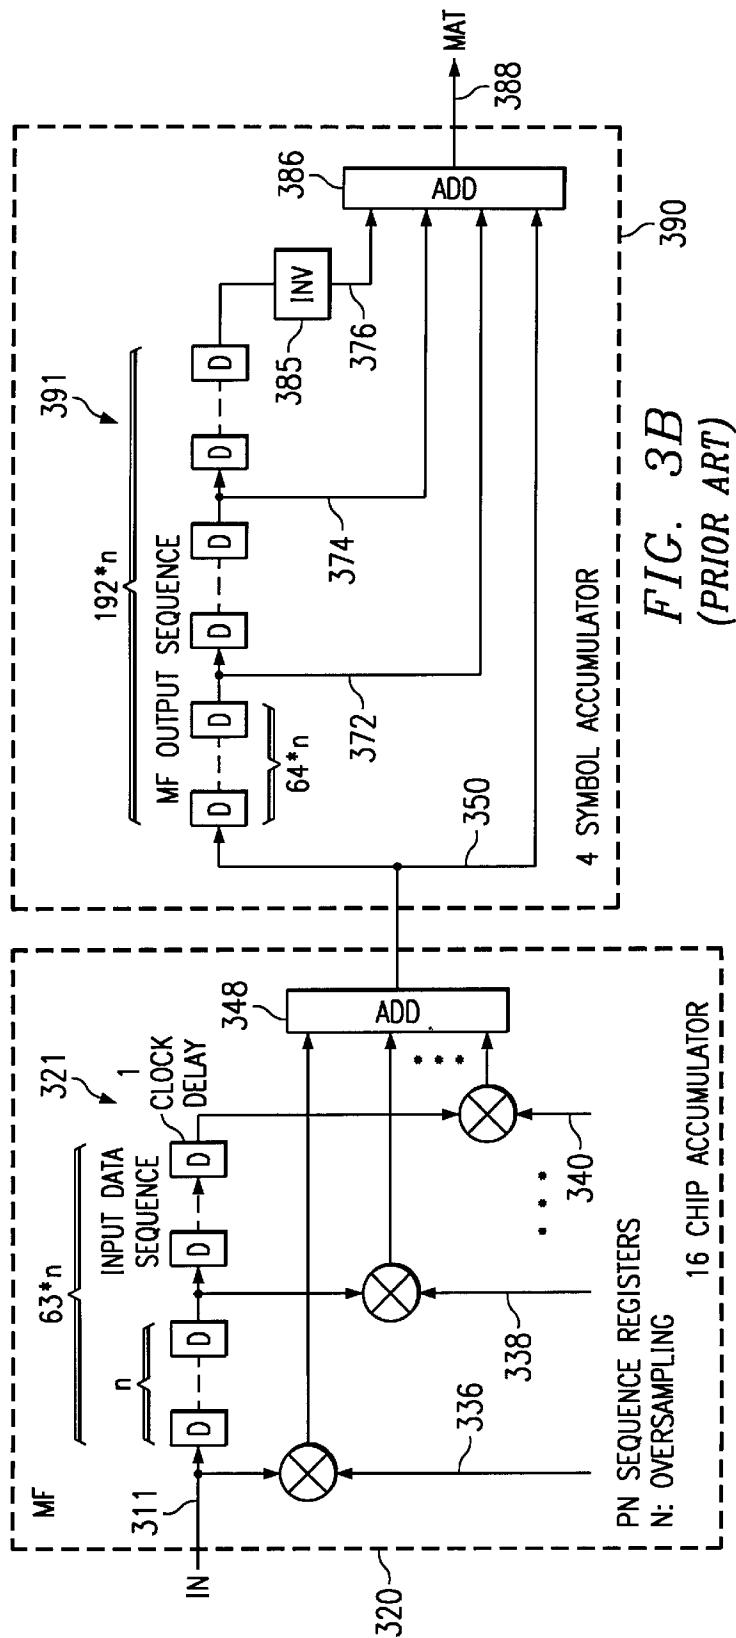 MF
IN
311
320
63*n
n
321
INPUT DATA
SEQUENCE
1
CLOCK
DELAY
D
D
D
D
336
338
340
348
ADD
PN SEQUENCE REGISTERS
N: OVERSAMPLING
16 CHIP ACCUMULATOR
192*n
391
MF OUTPUT SEQUENCE
D
D
D
D
D
D
64*n
350
372
374
376
385
INV
386
ADD
388
MAT
390
4 SYMBOL ACCUMULATOR
FIG. 3B
(PRIOR ART)